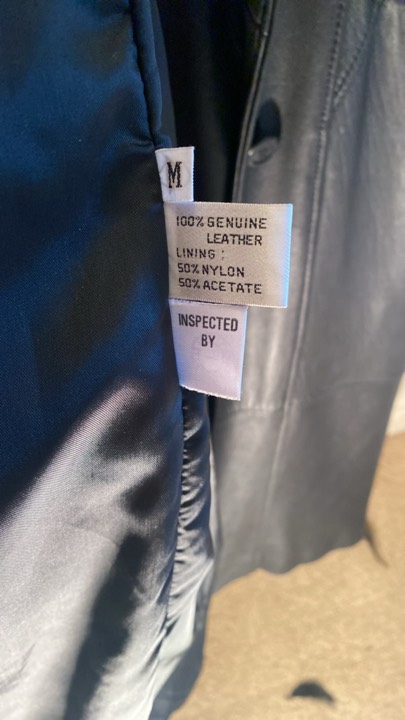 M
100% GENUINE
LEATHER
LINING :
50% NYLON
50% ACETATE
INSPECTED
BY